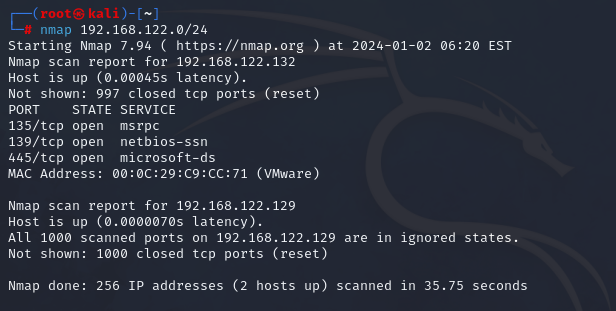 ┌──(root㉿kali)-[~]
└─# nmap 192.168.122.0/24
Starting Nmap 7.94 ( https://nmap.org ) at 2024-01-02 06:20 EST
Nmap scan report for 192.168.122.132
Host is up (0.00045s latency).
Not shown: 997 closed tcp ports (reset)
PORT    STATE SERVICE
135/tcp open  msrpc
139/tcp open  netbios-ssn
445/tcp open  microsoft-ds
MAC Address: 00:0C:29:C9:CC:71 (VMware)

Nmap scan report for 192.168.122.129
Host is up (0.0000070s latency).
All 1000 scanned ports on 192.168.122.129 are in ignored states.
Not shown: 1000 closed tcp ports (reset)

Nmap done: 256 IP addresses (2 hosts up) scanned in 35.75 seconds